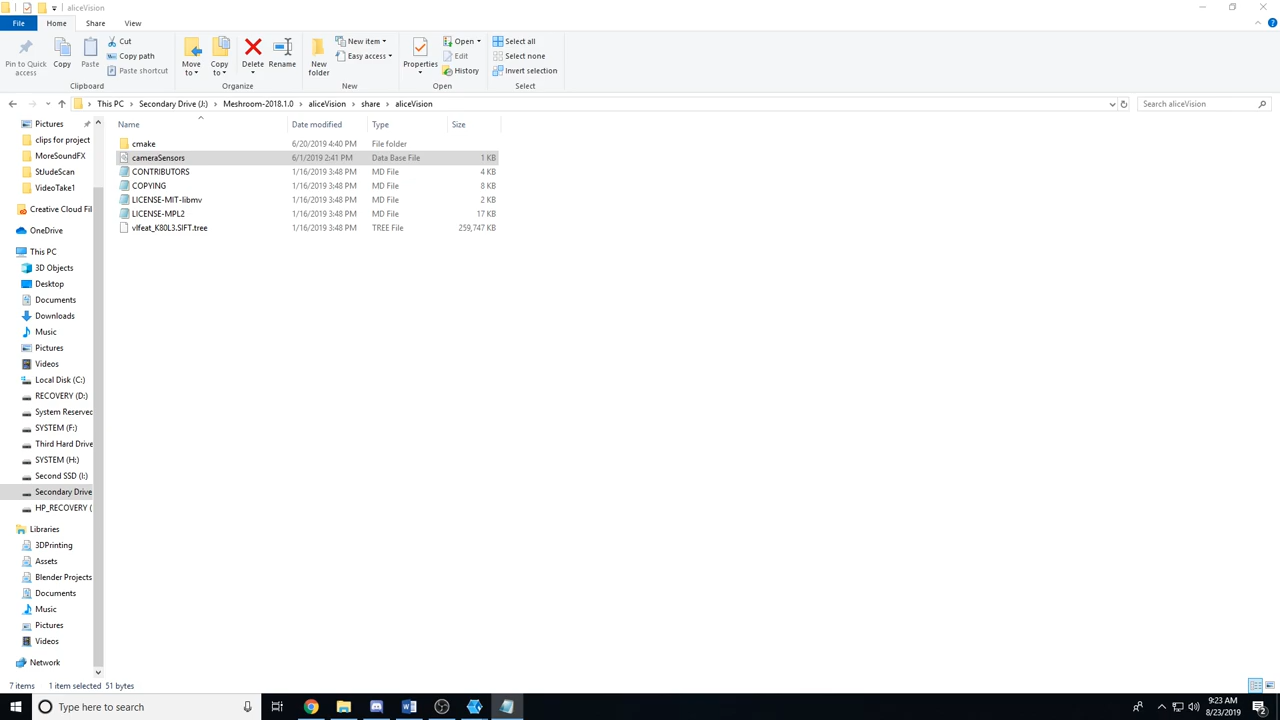 aliceVision
File Home Share View
Pin to Quick access
Copy
Paste
Cut
Copy path
Paste shortcut
Clipboard
Move to
Copy to
Delete
Rename
Organize
New folder
New item
Easy access
New
Properties
Open
Edit
History
Open
Select all
Select none
Invert selection
Select
This PC Secondary Drive (J:) Meshroom-2018.1.0 aliceVision share aliceVision
Search aliceVision
Name Date modified Type Size
cmake 6/20/2019 4:40 PM File folder
cameraSensors 6/1/2019 2:41 PM Data Base File 1 KB
CONTRIBUTORS 1/16/2019 3:48 PM MD File 4 KB
COPYING 1/16/2019 3:48 PM MD File 8 KB
LICENSE-MIT-libmv 1/16/2019 3:48 PM MD File 2 KB
LICENSE-MPL2 1/16/2019 3:48 PM MD File 17 KB
vlfeat_K80L3.SIFT.tree 1/16/2019 3:48 PM TREE File 259,747 KB
Pictures
clips for project
MoreSoundFX
StJudeScan
VideoTake1
Creative Cloud Fil
OneDrive
This PC
3D Objects
Desktop
Documents
Downloads
Music
Pictures
Videos
Local Disk (C:)
RECOVERY (D:)
System Reserved
SYSTEM (F:)
Third Hard Drive
SYSTEM (H:)
Second SSD (I:)
Secondary Drive
HP_RECOVERY (
Libraries
3DPrinting
Assets
Blender Projects
Documents
Music
Pictures
Videos
Network
7 items 1 item selected 51 bytes
Type here to search
9:23 AM
8/23/2019
2